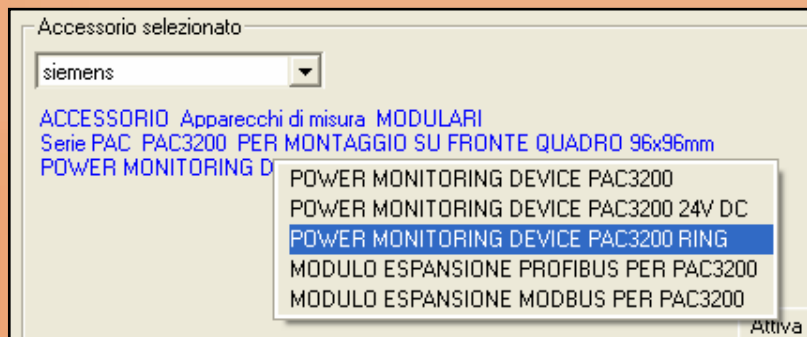 Accessorio selezionato
siemens
ACCESSORIO Apparecchi di misura MODULARI
Serie PAC PAC3200 PER MONTAGGIO SU FRONTE QUADRO 96x96mm
POWER MONITORING D
POWER MONITORING DEVICE PAC3200
POWER MONITORING DEVICE PAC3200 24V DC
POWER MONITORING DEVICE PAC3200 RING
MODULO ESPANSIONE PROFIBUS PER PAC3200
MODULO ESPANSIONE MODBUS PER PAC3200
Attiva